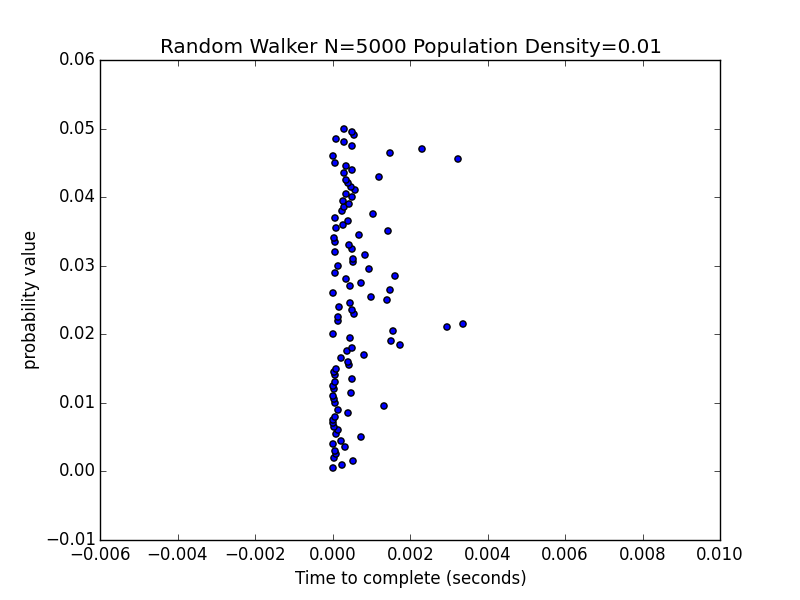 Random Walker N=5000 Population Density=0.01
0.06
0.05
0.04
0.03
0.02
0.01
0.00
−0.01
probability value
−0.006 −0.004 −0.002 0.000 0.002 0.004 0.006 0.008 0.010
Time to complete (seconds)